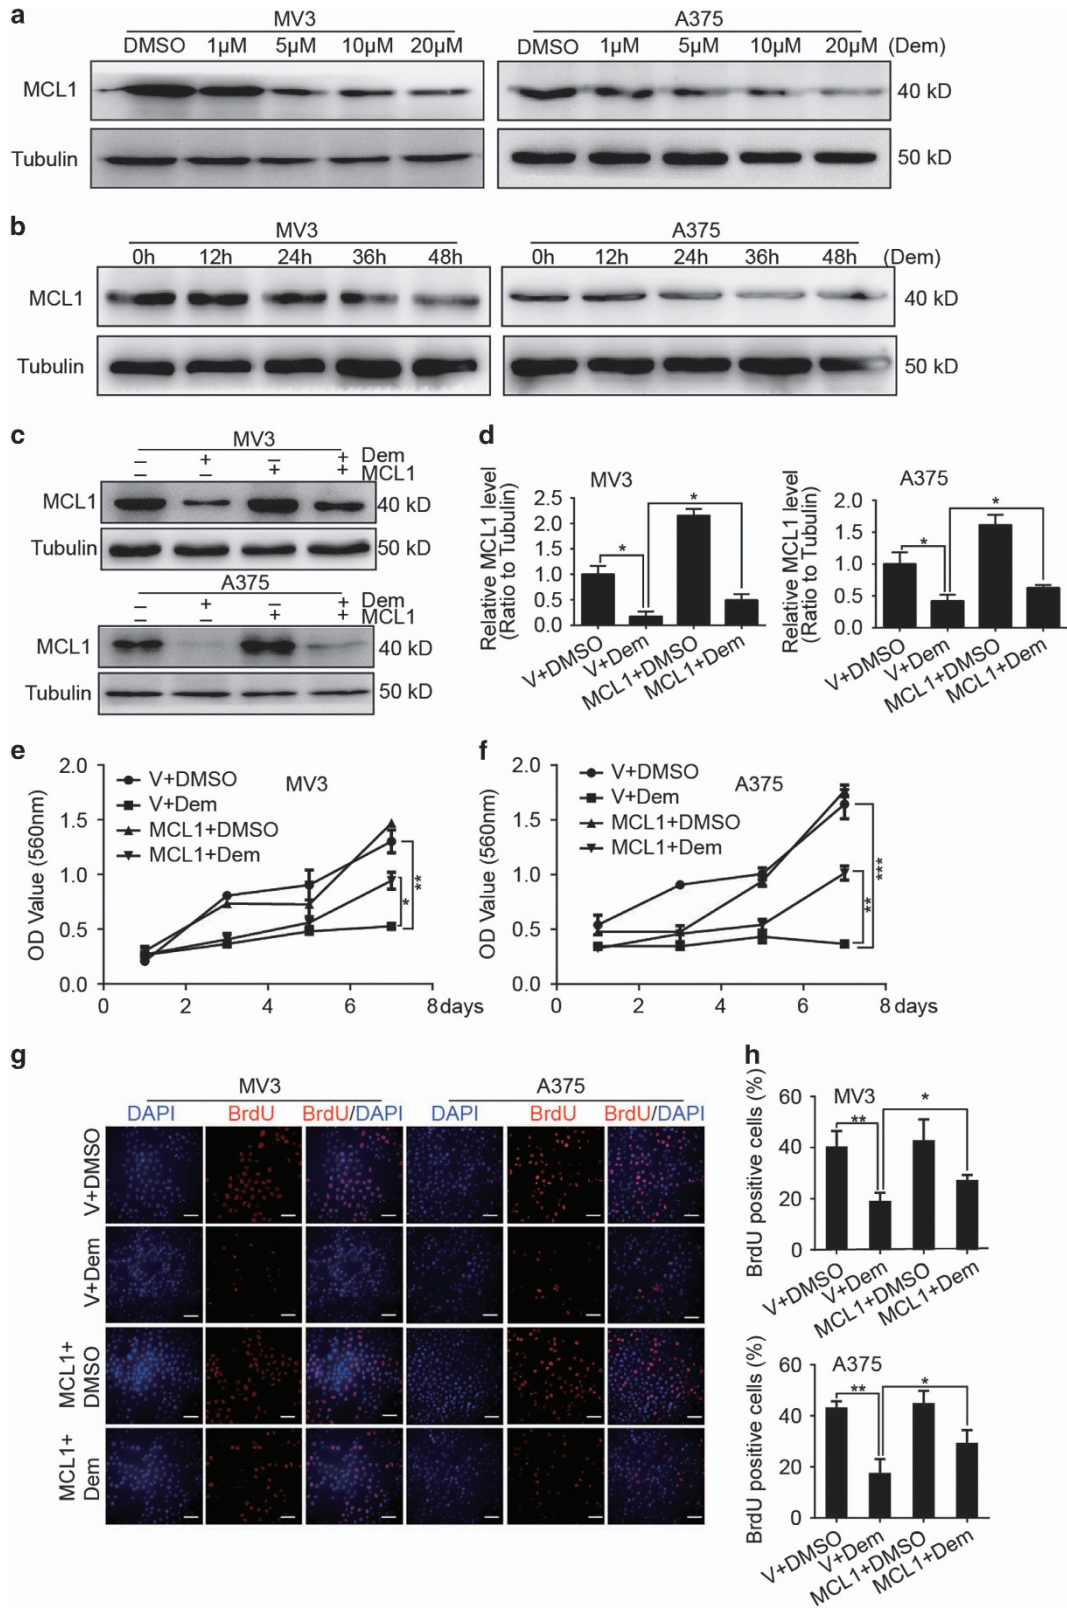 a
MV3 A375
DMSO 1µM 5µM 10µM 20µM DMSO 1µM 5µM 10µM 20µM (Dem)
MCL1 40 kD
Tubulin 50 kD
b
MV3 A375
0h 12h 24h 36h 48h 0h 12h 24h 36h 48h (Dem)
MCL1 40 kD
Tubulin 50 kD
c
MV3
– + – + Dem
– – + + MCL1
MCL1 40 kD
Tubulin 50 kD
A375
– + – + Dem
– – + + MCL1
MCL1 40 kD
Tubulin 50 kD
d
MV3
Relative MCL1 level
(Ratio to Tubulin)
2.5
2.0
1.5
1.0
0.5
0.0
* *
V+DMSO
V+Dem
MCL1+DMSO
MCL1+Dem
A375
Relative MCL1 level
(Ratio to Tubulin)
2.0
1.5
1.0
0.5
0.0
* *
V+DMSO
V+Dem
MCL1+DMSO
MCL1+Dem
e
MV3
OD Value (560nm)
2.0
1.5
1.0
0.5
0.0
V+DMSO
V+Dem
MCL1+DMSO
MCL1+Dem
*
**
0 2 4 6 8 days
f
A375
OD Value (560nm)
2.0
1.5
1.0
0.5
0.0
V+DMSO
V+Dem
MCL1+DMSO
MCL1+Dem
**
***
0 2 4 6 8 days
g
MV3 A375
DAPI BrdU BrdU/DAPI DAPI BrdU BrdU/DAPI
V+DMSO
V+Dem
MCL1+
DMSO
MCL1+
Dem
h
MV3
BrdU positive cells (%)
60
40
20
0
** *
V+DMSO
V+Dem
MCL1+DMSO
MCL1+Dem
A375
BrdU positive cells (%)
60
40
20
0
** *
V+DMSO
V+Dem
MCL1+DMSO
MCL1+Dem